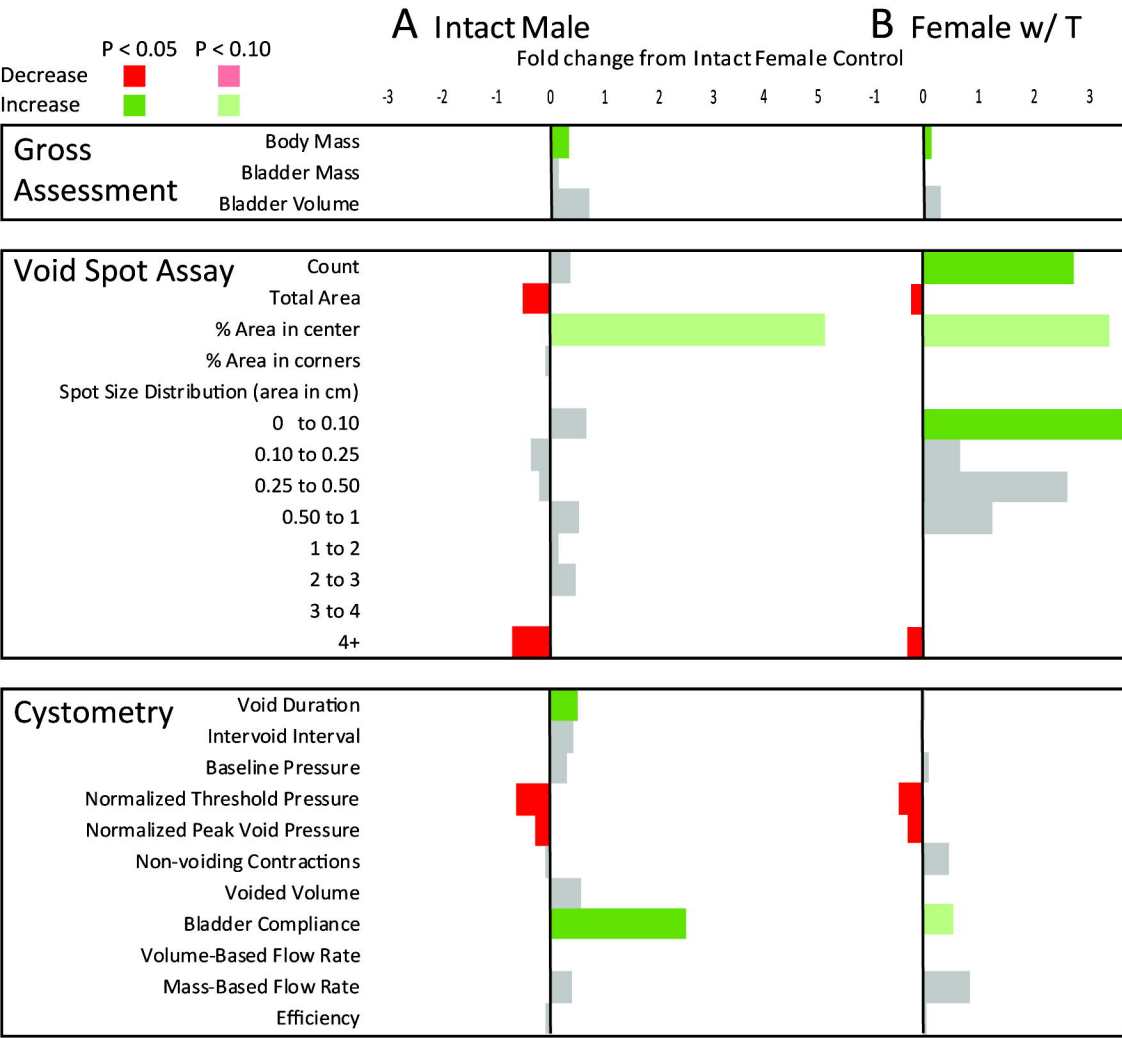 A Intact Male B Female w/ T
Fold change from Intact Female Control
P < 0.05 P < 0.10
Decrease
Increase
-3 -2 -1 0 1 2 3 4 5 -1 0 1 2 3
Gross Assessment
Body Mass
Bladder Mass
Bladder Volume
Void Spot Assay
Count
Total Area
% Area in center
% Area in corners
Spot Size Distribution (area in cm)
0 to 0.10
0.10 to 0.25
0.25 to 0.50
0.50 to 1
1 to 2
2 to 3
3 to 4
4+
Cystometry
Void Duration
Intervoid Interval
Baseline Pressure
Normalized Threshold Pressure
Normalized Peak Void Pressure
Non-voiding Contractions
Voided Volume
Bladder Compliance
Volume-Based Flow Rate
Mass-Based Flow Rate
Efficiency